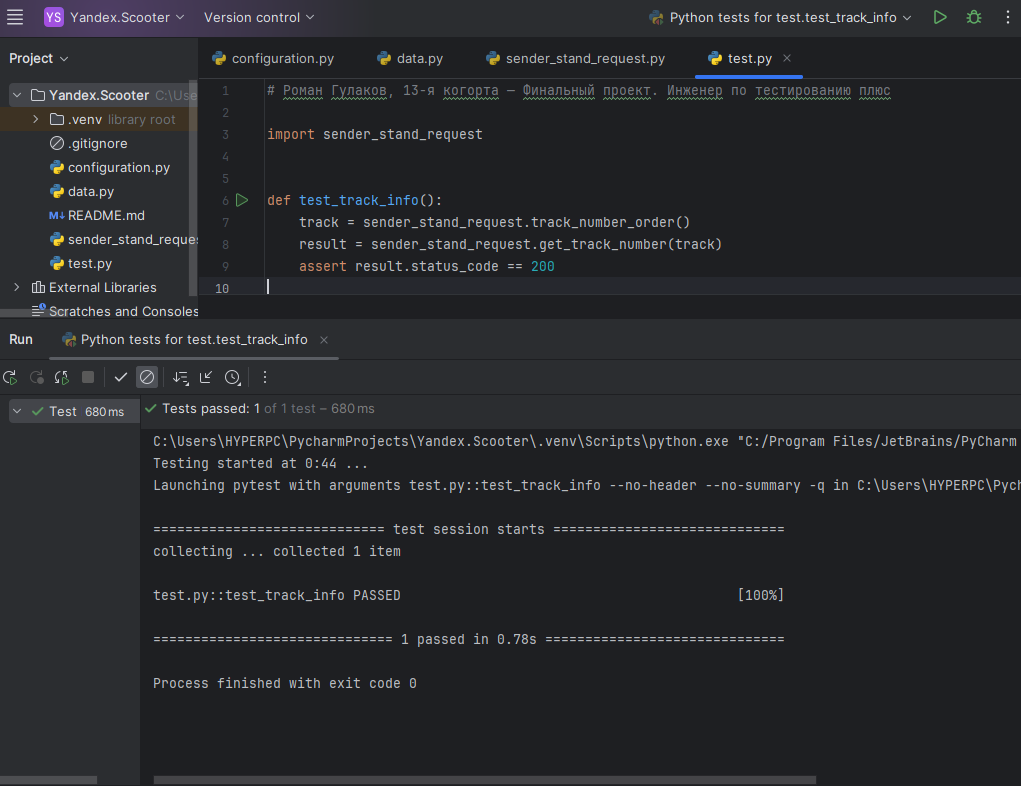 YS Yandex.Scooter Version control Python tests for test.test_track_info
Project configuration.py data.py sender_stand_request.py test.py
Yandex.Scooter C:\Use
.venv library root
.gitignore
configuration.py
data.py
README.md
sender_stand_reque
test.py
External Libraries
Scratches and Consoles
1 # Роман Гулаков, 13-я когорта — Финальный проект. Инженер по тестированию плюс
2
3 import sender_stand_request
4
5
6 def test_track_info():
7 track = sender_stand_request.track_number_order()
8 result = sender_stand_request.get_track_number(track)
9 assert result.status_code == 200
10
Run Python tests for test.test_track_info
Test 680 ms
Tests passed: 1 of 1 test – 680 ms
C:\Users\HYPERPC\PycharmProjects\Yandex.Scooter\.venv\Scripts\python.exe "C:/Program Files/JetBrains/PyCharm
Testing started at 0:44 ...
Launching pytest with arguments test.py::test_track_info --no-header --no-summary -q in C:\Users\HYPERPC\Pych
============================= test session starts =============================
collecting ... collected 1 item
test.py::test_track_info PASSED [100%]
============================== 1 passed in 0.78s ==============================
Process finished with exit code 0